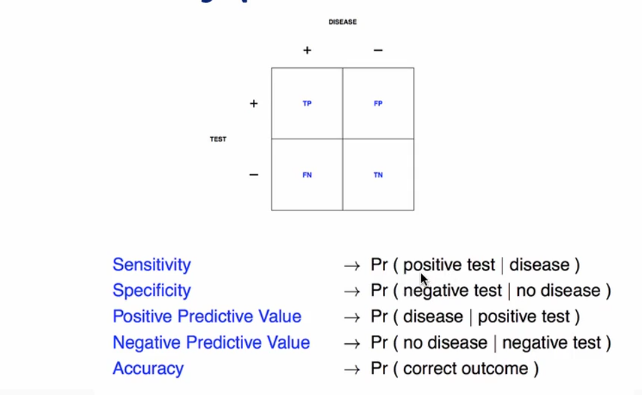 DISEASE
+ −
+ TP FP
TEST
− FN TN
Sensitivity → Pr ( positive test | disease )
Specificity → Pr ( negative test | no disease )
Positive Predictive Value → Pr ( disease | positive test )
Negative Predictive Value → Pr ( no disease | negative test )
Accuracy → Pr ( correct outcome )